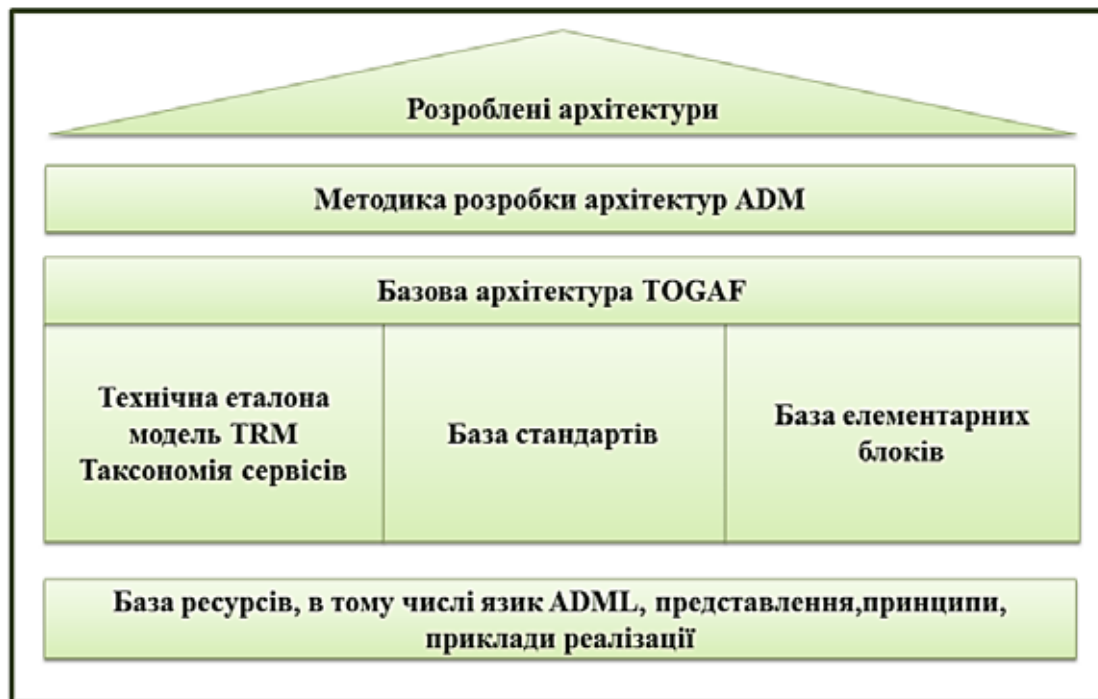 Розроблені архітектури
Методика розробки архітектур ADM
Базова архітектура TOGAF
Технічна еталона
модель TRM
Таксономія сервісів
База стандартів
База елементарних
блоків
База ресурсів, в тому числі язик ADML, представлення,принципи,
приклади реалізації